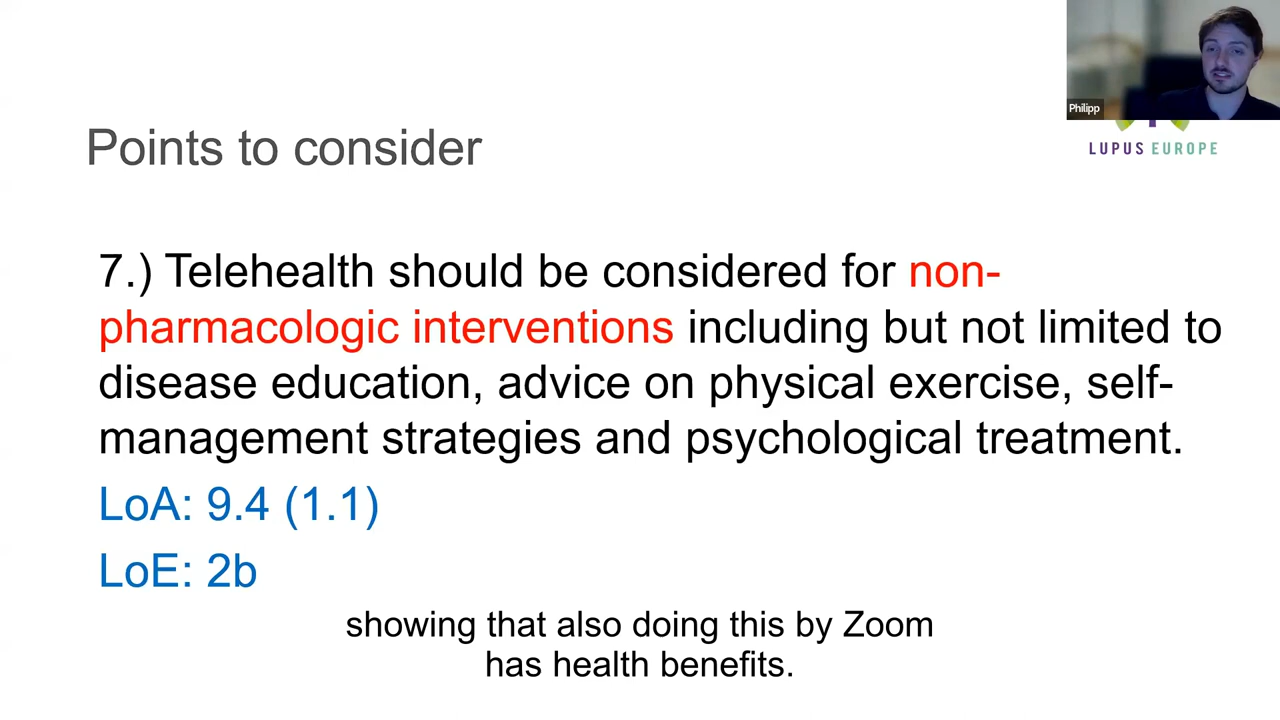 Philipp
LUPUS EUROPE
Points to consider
7.) Telehealth should be considered for non-
pharmacologic interventions including but not limited to
disease education, advice on physical exercise, self-
management strategies and psychological treatment.
LoA: 9.4 (1.1)
LoE: 2b
showing that also doing this by Zoom
has health benefits.